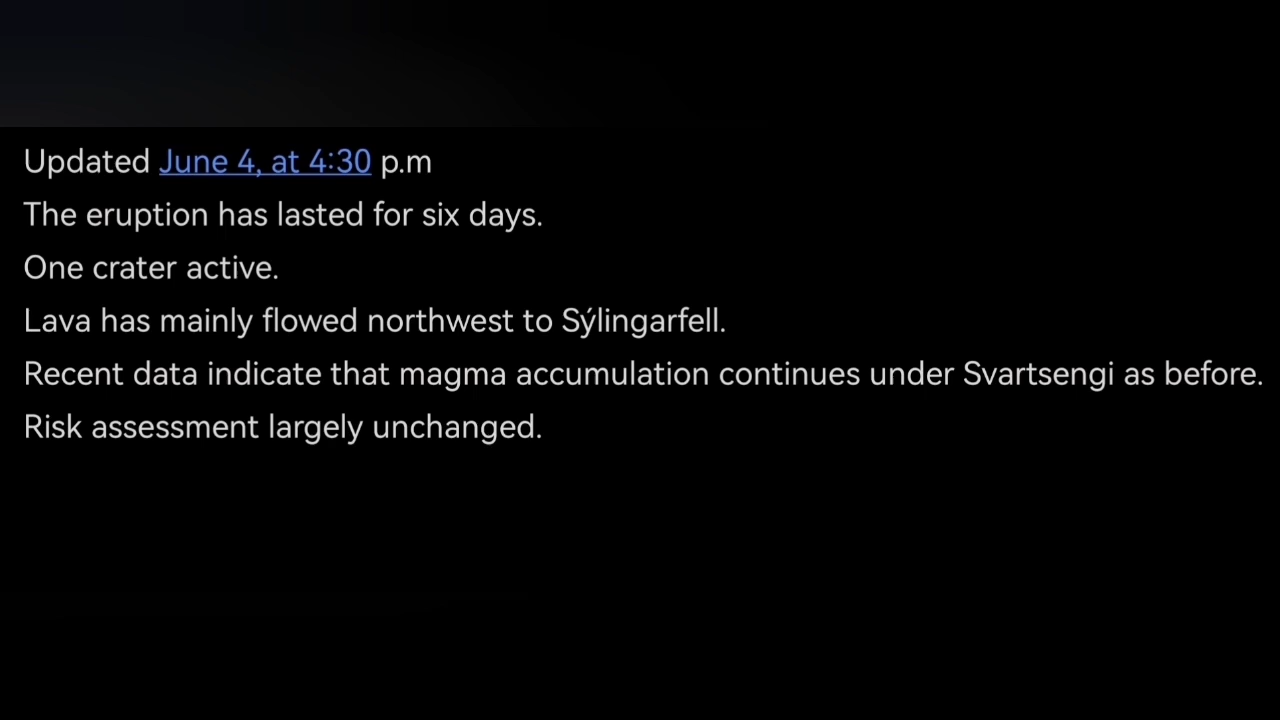 Updated June 4, at 4:30 p.m
The eruption has lasted for six days.
One crater active.
Lava has mainly flowed northwest to Sýlingarfell.
Recent data indicate that magma accumulation continues under Svartsengi as before.
Risk assessment largely unchanged.